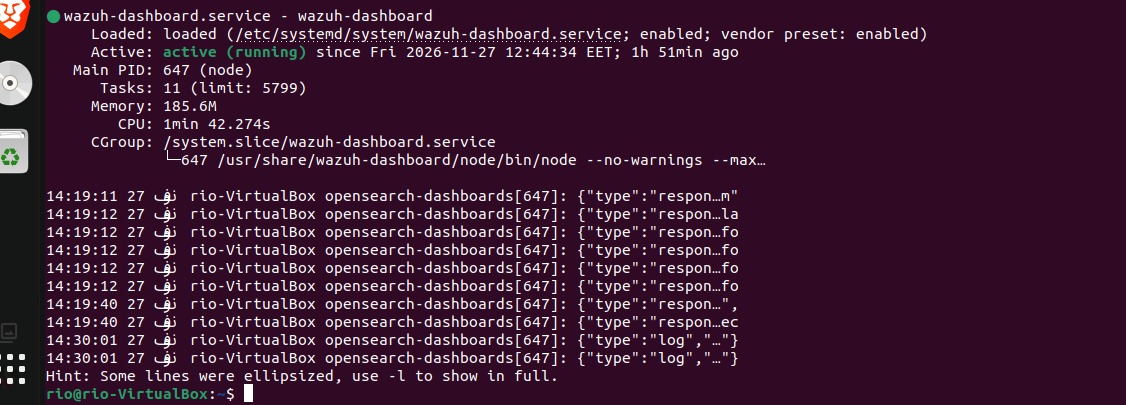 ● wazuh-dashboard.service - wazuh-dashboard
Loaded: loaded (/etc/systemd/system/wazuh-dashboard.service; enabled; vendor preset: enabled)
Active: active (running) since Fri 2026-11-27 12:44:34 EET; 1h 51min ago
Main PID: 647 (node)
Tasks: 11 (limit: 5799)
Memory: 185.6M
CPU: 1min 42.274s
CGroup: /system.slice/wazuh-dashboard.service
└─647 /usr/share/wazuh-dashboard/node/bin/node --no-warnings --max…
14:19:11 27 نوف rio-VirtualBox opensearch-dashboards[647]: {"type":"respon…m"
14:19:12 27 نوف rio-VirtualBox opensearch-dashboards[647]: {"type":"respon…la
14:19:12 27 نوف rio-VirtualBox opensearch-dashboards[647]: {"type":"respon…fo
14:19:12 27 نوف rio-VirtualBox opensearch-dashboards[647]: {"type":"respon…fo
14:19:12 27 نوف rio-VirtualBox opensearch-dashboards[647]: {"type":"respon…fo
14:19:12 27 نوف rio-VirtualBox opensearch-dashboards[647]: {"type":"respon…fo
14:19:40 27 نوف rio-VirtualBox opensearch-dashboards[647]: {"type":"respon…",
14:19:40 27 نوف rio-VirtualBox opensearch-dashboards[647]: {"type":"respon…ec
14:30:01 27 نوف rio-VirtualBox opensearch-dashboards[647]: {"type":"log","…"}
14:30:01 27 نوف rio-VirtualBox opensearch-dashboards[647]: {"type":"log","…"}
Hint: Some lines were ellipsized, use -l to show in full.
rio@rio-VirtualBox:~$